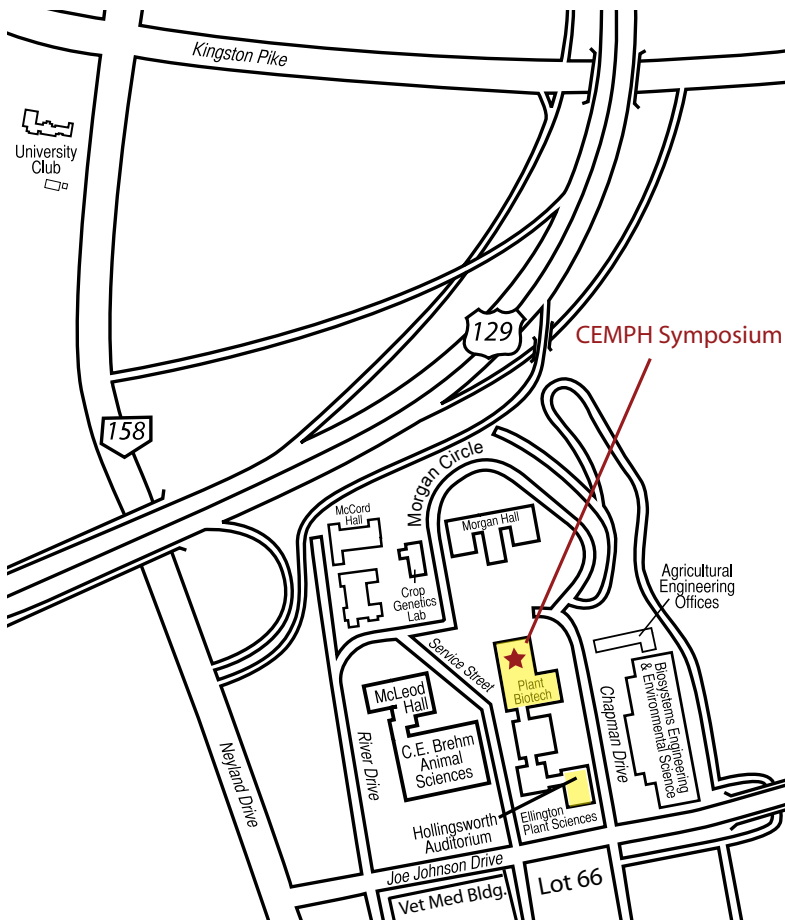 Kingston Pike
University
Club
129
CEMPH Symposium
158
Morgan Circle
McCord
Hall
Morgan Hall
Crop
Genetics
Lab
Agricultural
Engineering
Offices
Service Street
Plant
Biotech
McLeod
Hall
C.E. Brehm
Animal
Sciences
River Drive
Neyland Drive
Chapman Drive
Biosystems Engineering
& Environmental Science
Hollingsworth
Auditorium
Ellington
Plant Sciences
Joe Johnson Drive
Vet Med Bldg.
Lot 66